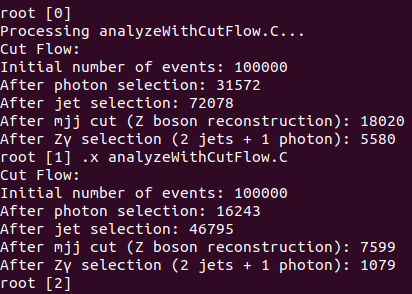 root [0]
Processing analyzeWithCutFlow.C...
Cut Flow:
Initial number of events: 100000
After photon selection: 31572
After jet selection: 72078
After mjj cut (Z boson reconstruction): 18020
After Zγ selection (2 jets + 1 photon): 5580
root [1] .x analyzeWithCutFlow.C
Cut Flow:
Initial number of events: 100000
After photon selection: 16243
After jet selection: 46795
After mjj cut (Z boson reconstruction): 7599
After Zγ selection (2 jets + 1 photon): 1079
root [2]